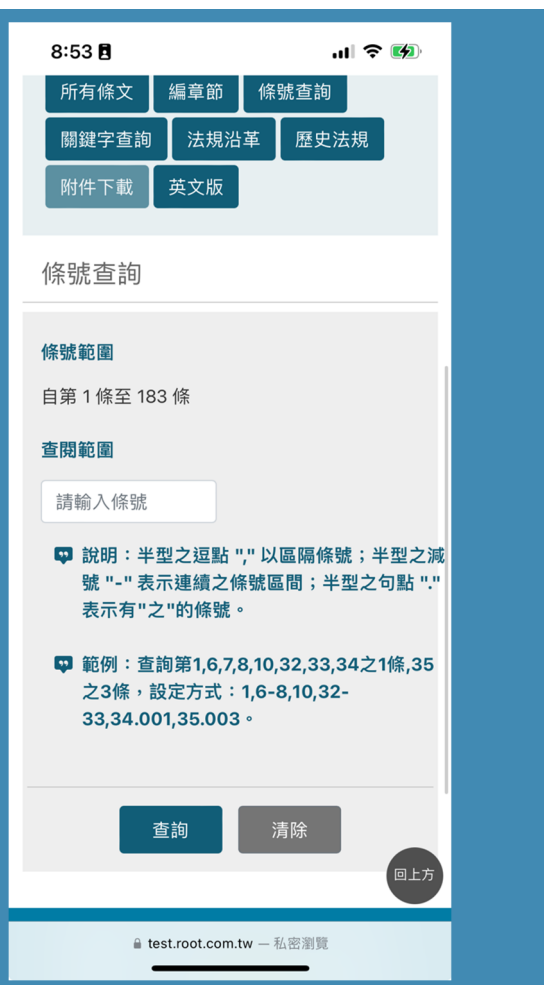 8:53
所有條文 編章節 條號查詢
關鍵字查詢 法規沿革 歷史法規
附件下載 英文版
條號查詢
條號範圍
自第 1 條至 183 條
查閱範圍
請輸入條號
說明：半型之逗點 "," 以區隔條號；半型之減
號 "-" 表示連續之條號區間；半型之句點 "."
表示有"之"的條號。
範例：查詢第1,6,7,8,10,32,33,34之1條,35
之3條，設定方式：1,6-8,10,32-
33,34.001,35.003。
查詢 清除
回上方
test.root.com.tw — 私密瀏覽